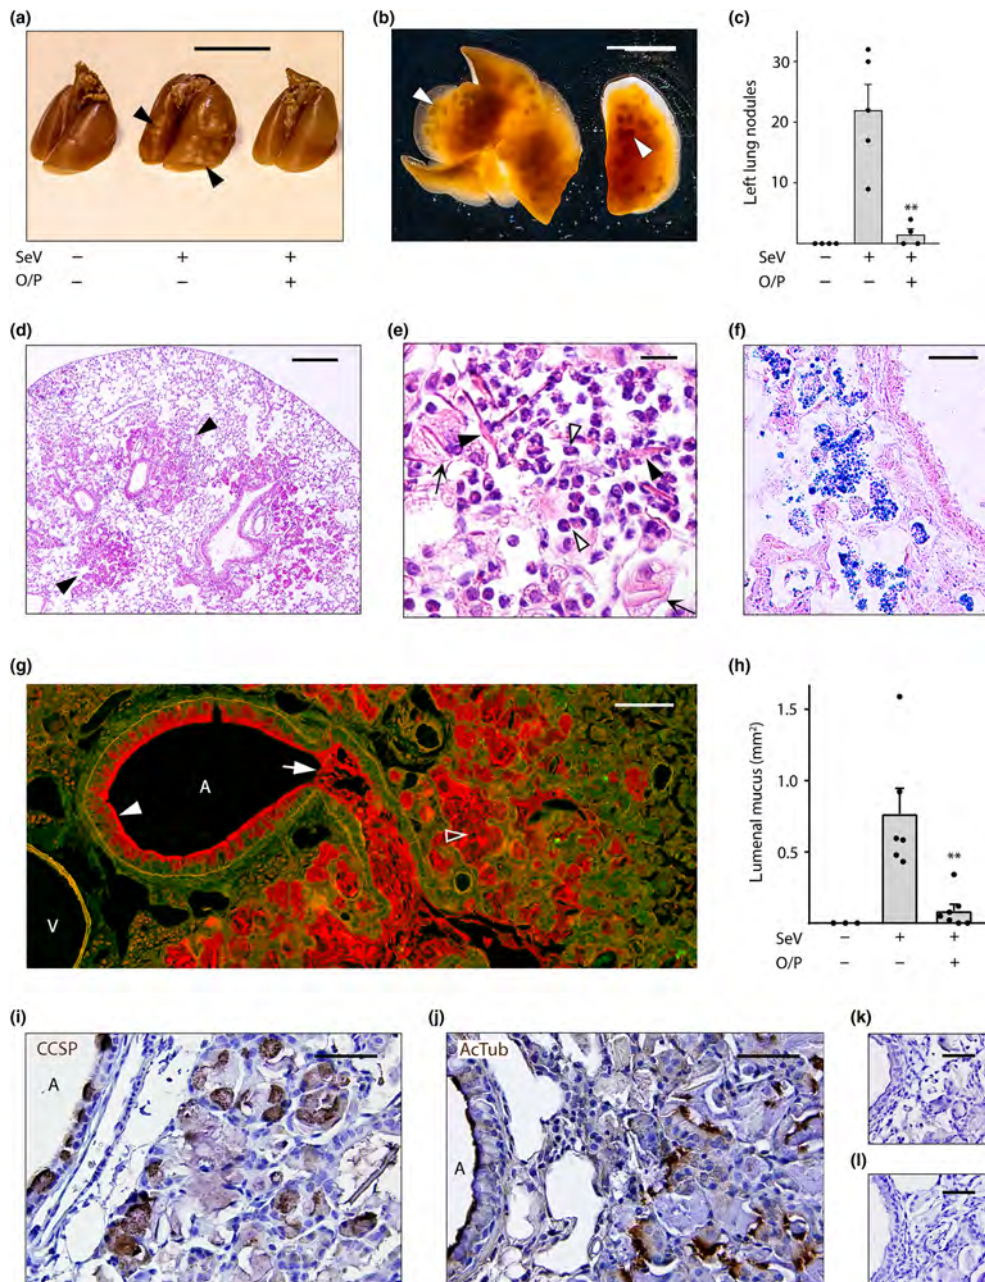 (a)
SeV – + +
O/P – – +
(b)
(c)
Left lung nodules
30
20
10
**
SeV – + +
O/P – – +
(d)
(e)
(f)
(g)
A
V
(h)
Lumenal mucus (mm²)
1.5
1.0
0.5
**
SeV – + +
O/P – – +
(i)
CCSP
A
(j)
AcTub
A
(k)
(l)